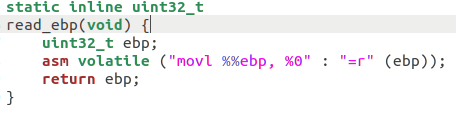 static inline uint32_t
read_ebp(void) {
    uint32_t ebp;
    asm volatile ("movl %%ebp, %0" : "=r" (ebp));
    return ebp;
}